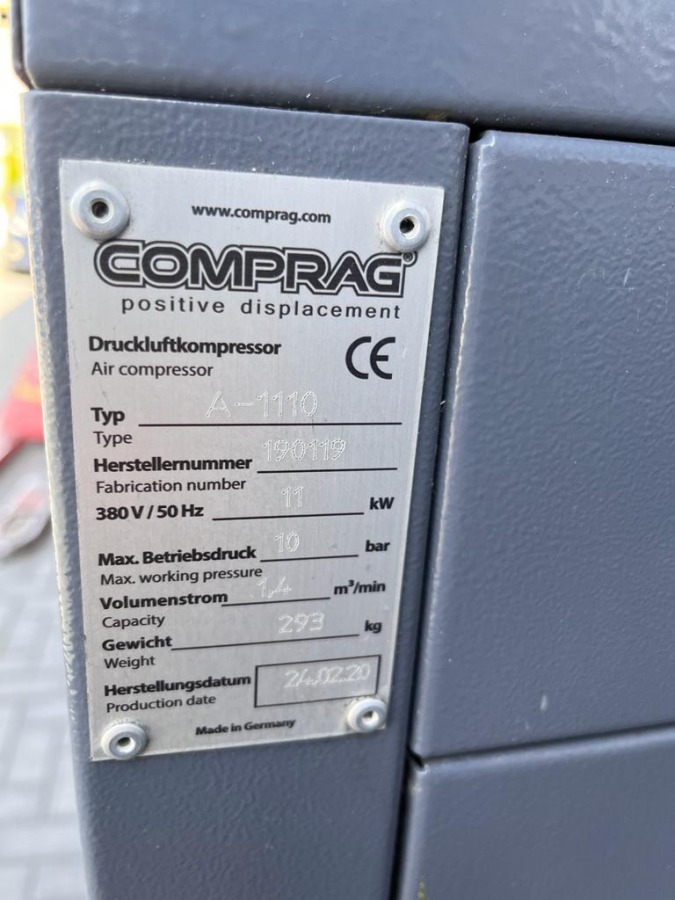 www.comprag.com
COMPRAG®
positive displacement
Druckluftkompressor CE
Air compressor
Typ A-1110
Type
Herstellernummer 190119
Fabrication number
380 V / 50 Hz 11 kW
Max. Betriebsdruck 10 bar
Max. working pressure
Volumenstrom 1,4 m³/min
Capacity
Gewicht 293 kg
Weight
Herstellungsdatum 24.02.20
Production date
Made in Germany